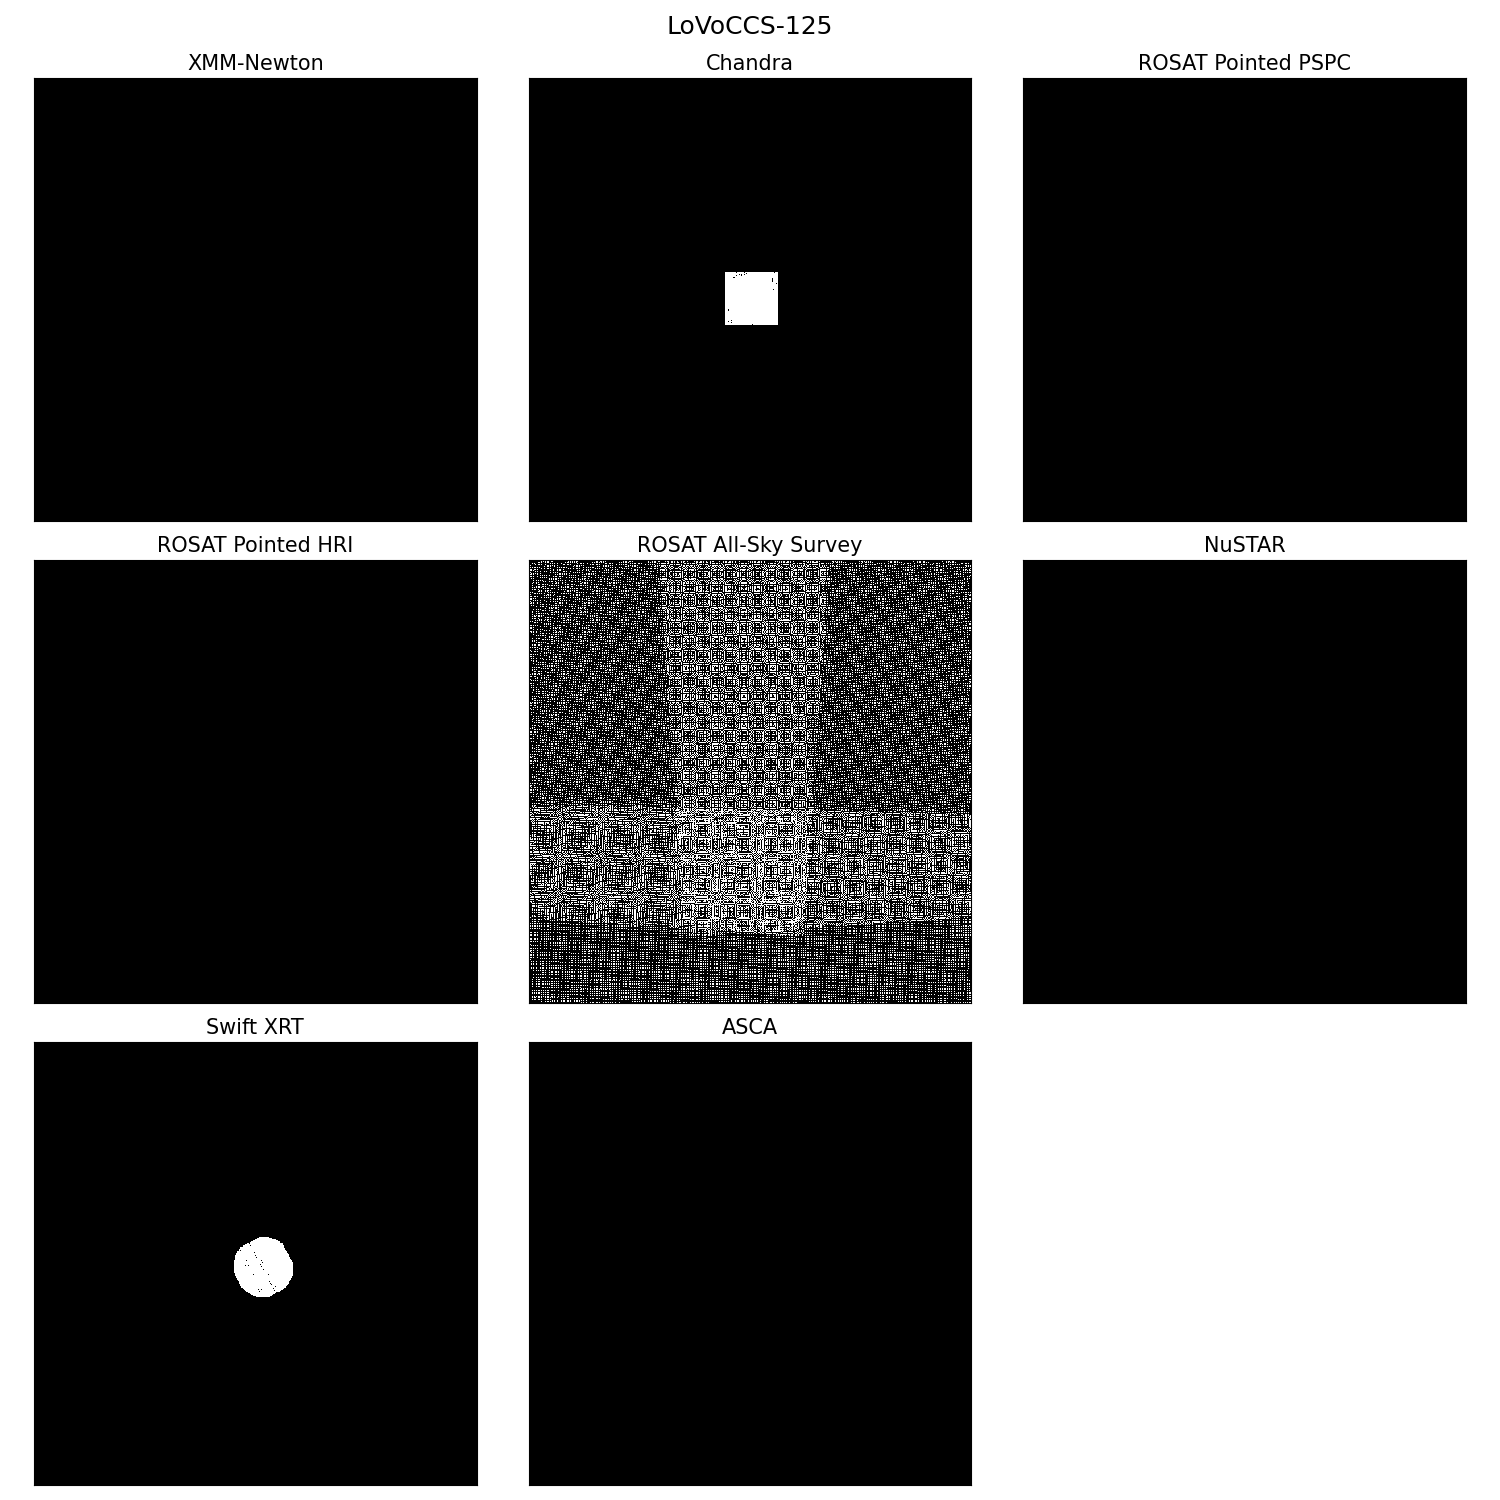 LoVoCCS-125
XMM-Newton
Chandra
ROSAT Pointed PSPC
ROSAT Pointed HRI
ROSAT All-Sky Survey
NuSTAR
Swift XRT
ASCA